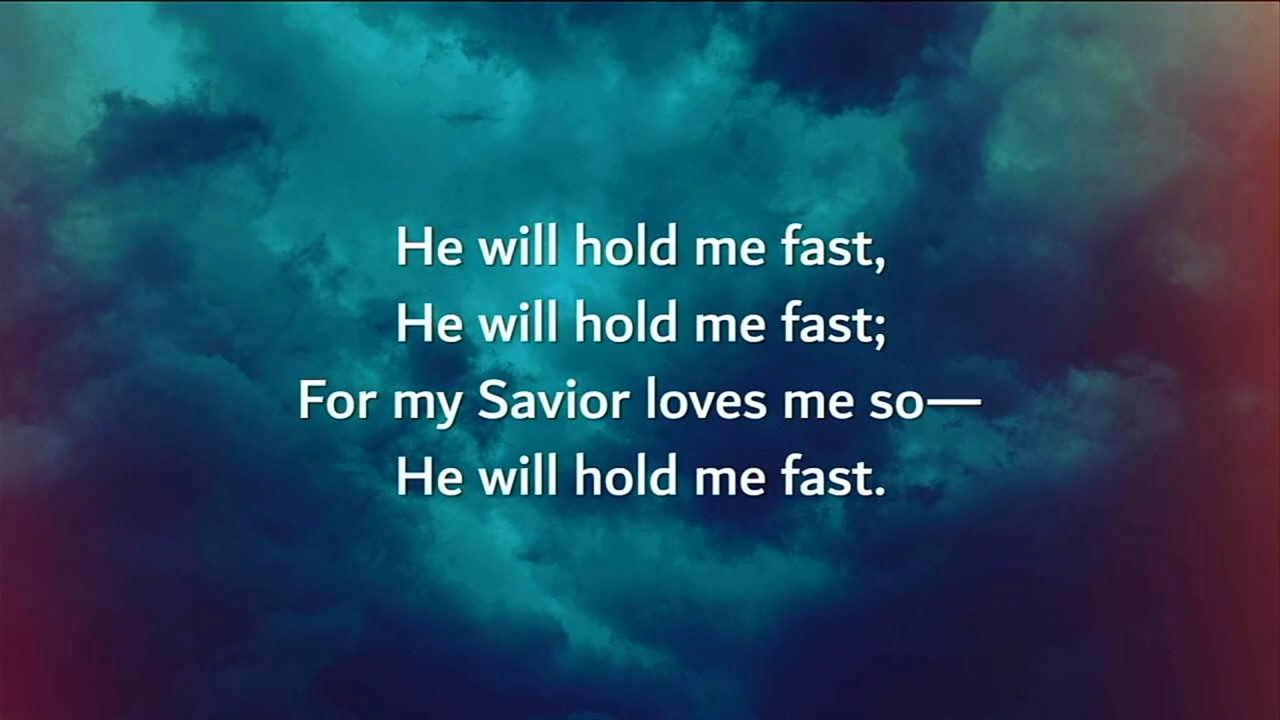 He will hold me fast,
He will hold me fast;
For my Savior loves me so—
He will hold me fast.